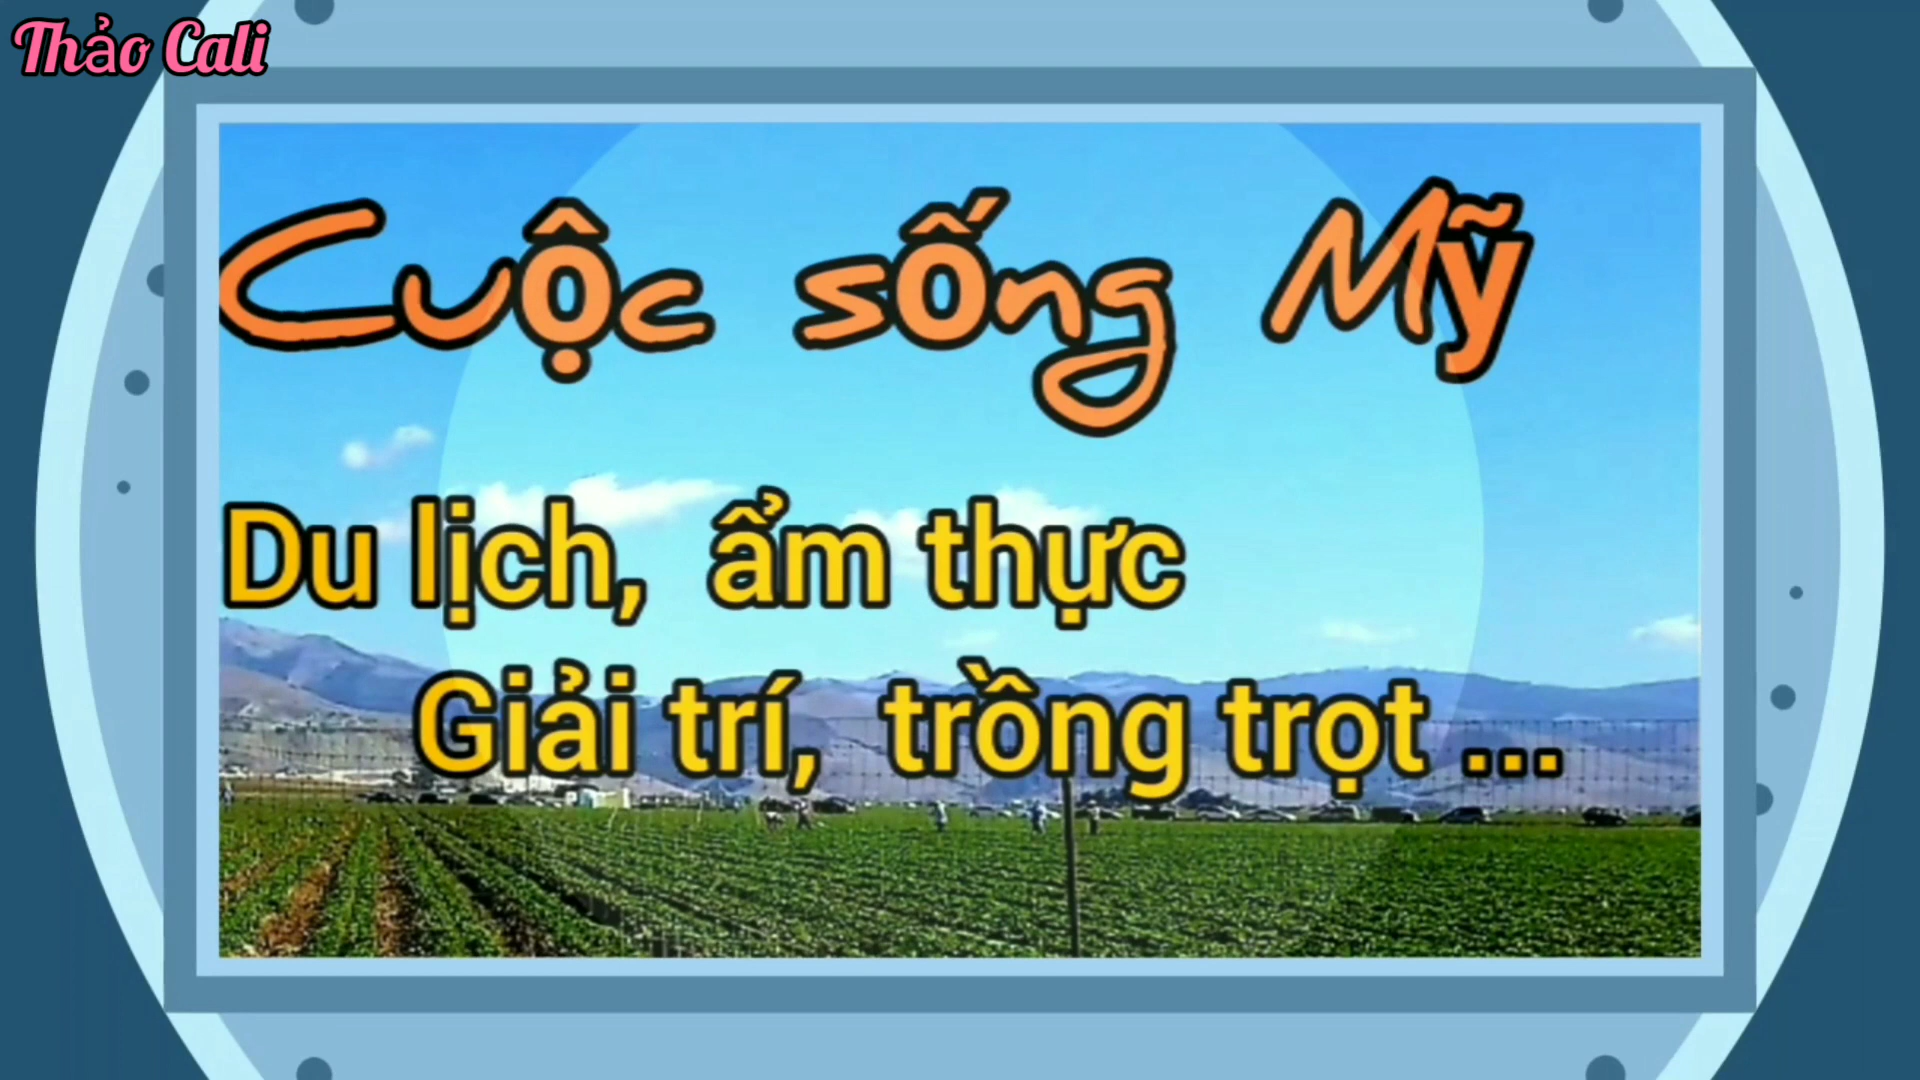 Thảo Cali
Cuộc sống Mỹ
Du lịch, ẩm thực
Giải trí, trồng trọt ...